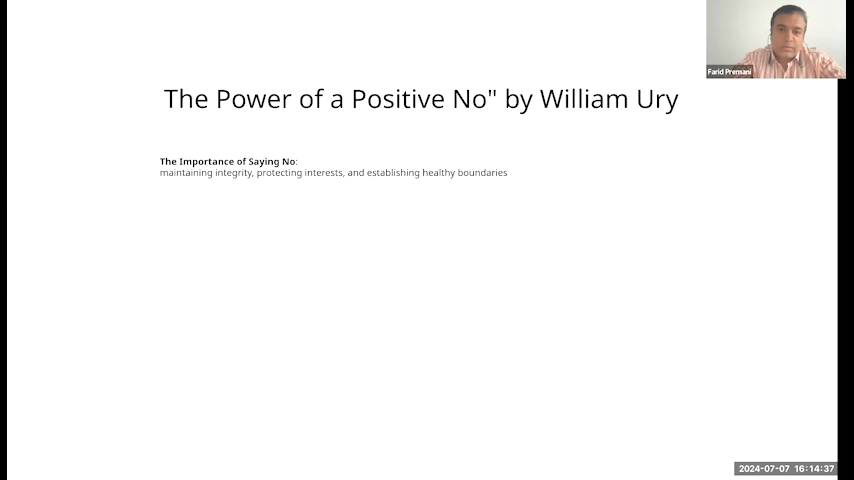 The Power of a Positive No" by William Ury
The Importance of Saying No:
maintaining integrity, protecting interests, and establishing healthy boundaries
Farid Premani
2024-07-07 16:14:37